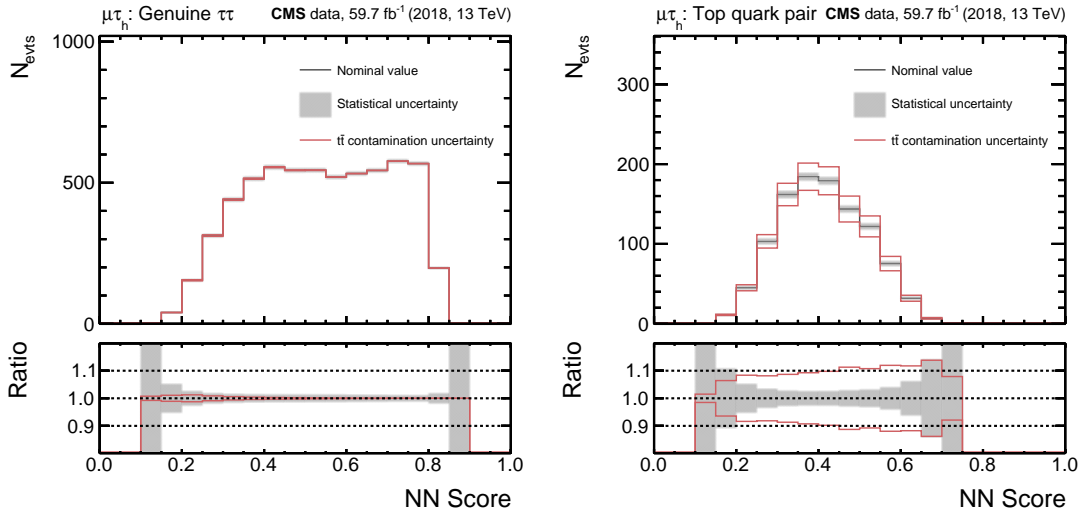 μτ_h: Genuine ττ CMS data, 59.7 fb⁻¹ (2018, 13 TeV)
N_evts
1000
500
0
Nominal value
Statistical uncertainty
tt̄ contamination uncertainty
Ratio
1.1
1.0
0.9
0.0 0.2 0.4 0.6 0.8 1.0
NN Score
μτ_h: Top quark pair CMS data, 59.7 fb⁻¹ (2018, 13 TeV)
N_evts
300
200
100
0
Nominal value
Statistical uncertainty
tt̄ contamination uncertainty
Ratio
1.1
1.0
0.9
0.0 0.2 0.4 0.6 0.8 1.0
NN Score